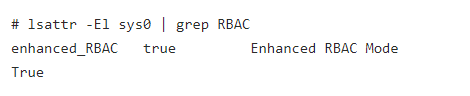 # lsattr -El sys0 | grep RBAC
enhanced_RBAC   true         Enhanced RBAC Mode
True